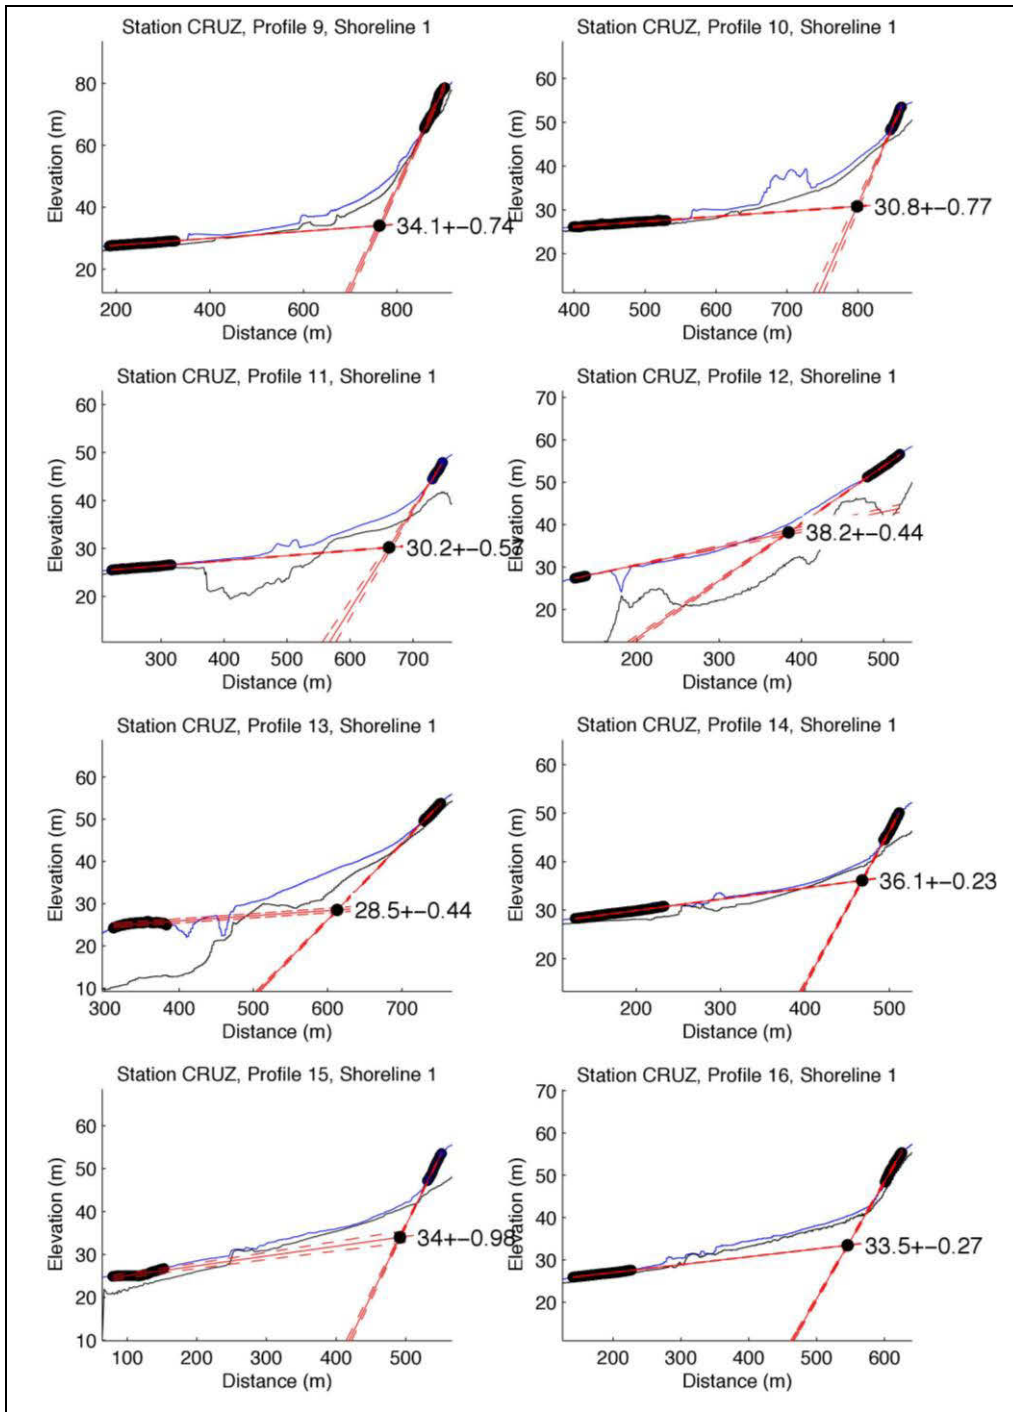 Station CRUZ, Profile 9, Shoreline 1
80
60
40
20
Elevation (m)
34.1+-0.74
200 400 600 800
Distance (m)
Station CRUZ, Profile 10, Shoreline 1
60
50
40
30
20
Elevation (m)
30.8+-0.77
400 500 600 700 800
Distance (m)
Station CRUZ, Profile 11, Shoreline 1
60
50
40
30
20
Elevation (m)
30.2+-0.57
300 400 500 600 700
Distance (m)
Station CRUZ, Profile 12, Shoreline 1
70
60
50
40
30
20
Elevation (m)
38.2+-0.44
200 300 400 500
Distance (m)
Station CRUZ, Profile 13, Shoreline 1
60
50
40
30
20
10
Elevation (m)
28.5+-0.44
300 400 500 600 700
Distance (m)
Station CRUZ, Profile 14, Shoreline 1
60
50
40
30
20
Elevation (m)
36.1+-0.23
200 300 400 500
Distance (m)
Station CRUZ, Profile 15, Shoreline 1
60
50
40
30
20
10
Elevation (m)
34+-0.98
100 200 300 400 500
Distance (m)
Station CRUZ, Profile 16, Shoreline 1
70
60
50
40
30
20
Elevation (m)
33.5+-0.27
200 300 400 500 600
Distance (m)